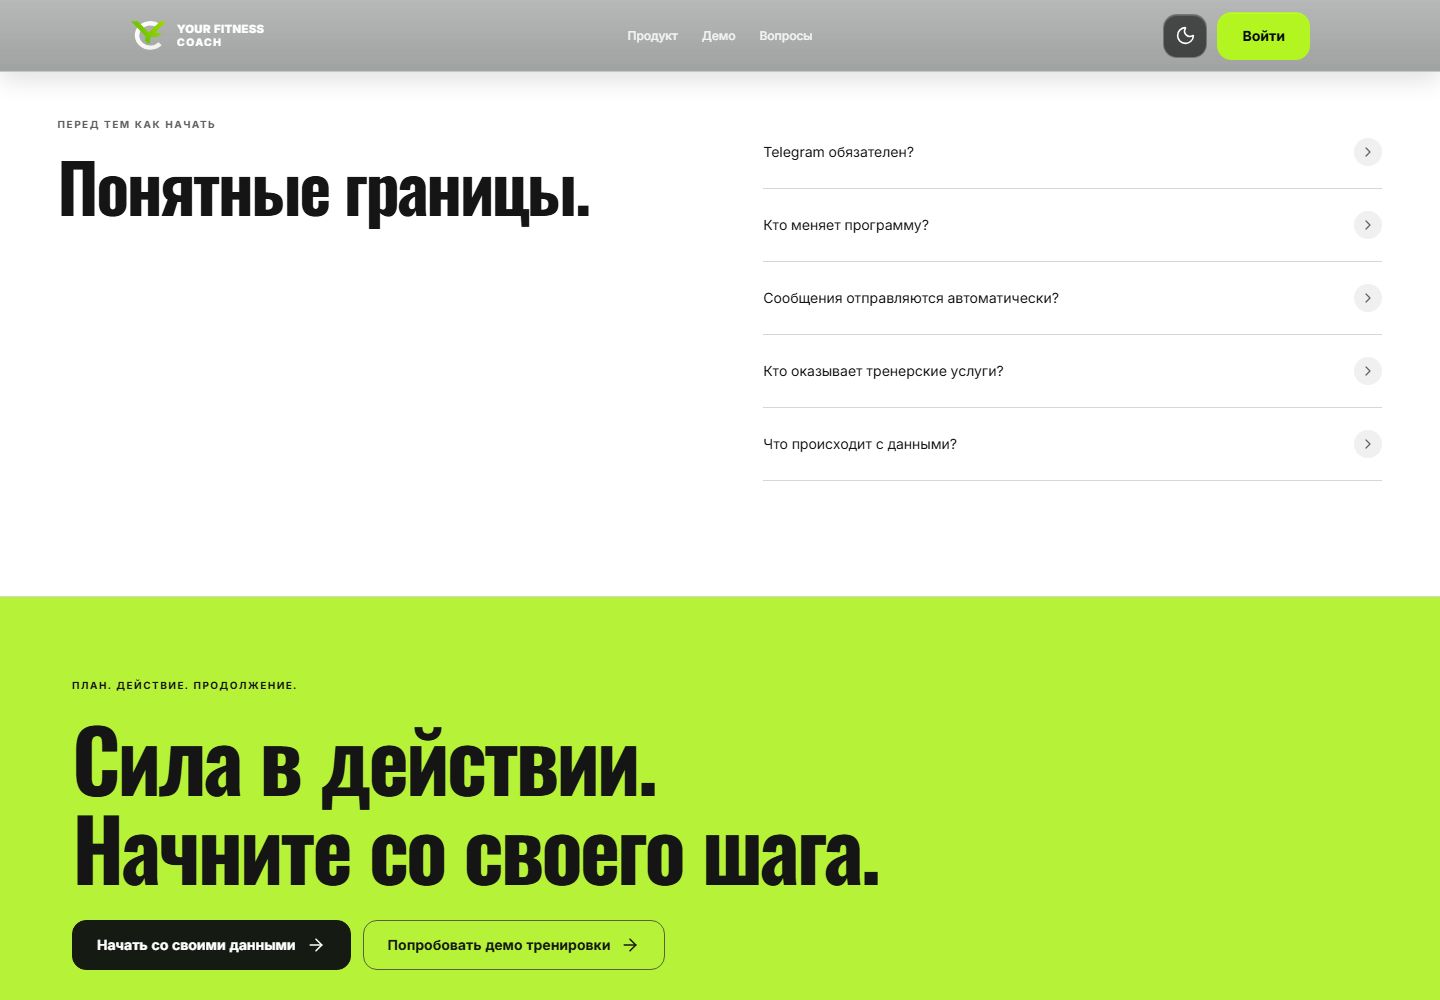 YOUR FITNESS
COACH
Продукт
Демо
Вопросы
Войти
ПЕРЕД ТЕМ КАК НАЧАТЬ
Понятные границы.
Telegram обязателен?
Кто меняет программу?
Сообщения отправляются автоматически?
Кто оказывает тренерские услуги?
Что происходит с данными?
ПЛАН. ДЕЙСТВИЕ. ПРОДОЛЖЕНИЕ.
Сила в действии.
Начните со своего шага.
Начать со своими данными
Попробовать демо тренировки